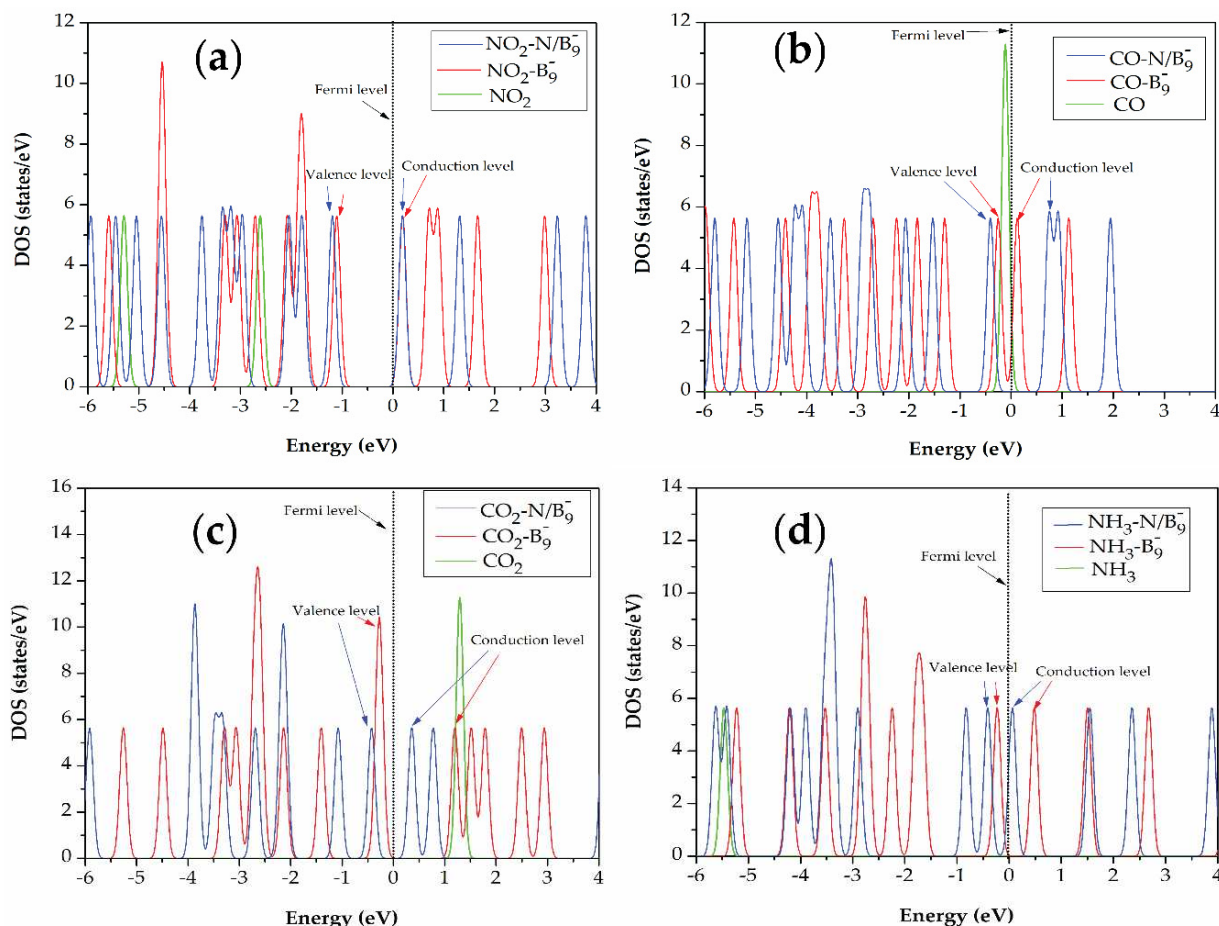 (a)
NO₂-N/B₉⁻
NO₂-B₉⁻
NO₂
Fermi level
Valence level
Conduction level
DOS (states/eV)
12
10
8
6
4
2
0
-6 -5 -4 -3 -2 -1 0 1 2 3 4
Energy (eV)
(b)
Fermi level
CO-N/B₉⁻
CO-B₉⁻
CO
Valence level
Conduction level
DOS (states/eV)
12
10
8
6
4
2
0
-6 -5 -4 -3 -2 -1 0 1 2 3 4
Energy (eV)
(c)
Fermi level
CO₂-N/B₉⁻
CO₂-B₉⁻
CO₂
Valence level
Conduction level
DOS (states/eV)
16
14
12
10
8
6
4
2
0
-6 -5 -4 -3 -2 -1 0 1 2 3 4
Energy (eV)
(d)
NH₃-N/B₉⁻
NH₃-B₉⁻
NH₃
Fermi level
Valence level
Conduction level
DOS (states/eV)
14
12
10
8
6
4
2
0
-6 -5 -4 -3 -2 -1 0 1 2 3 4
Energy (eV)